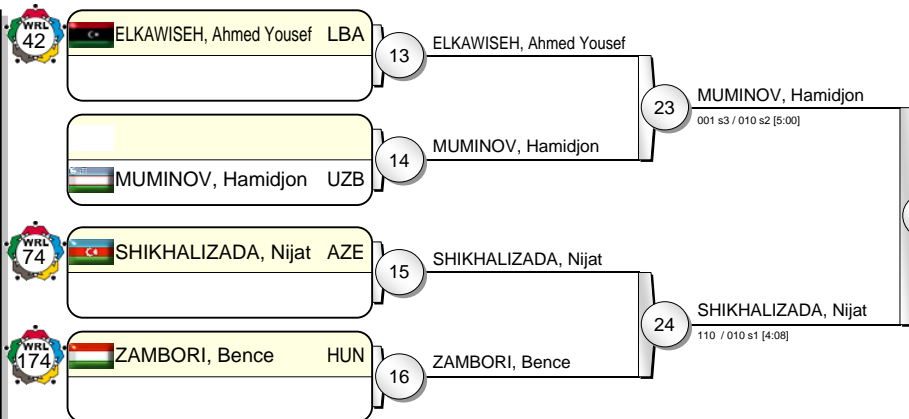 WRL
42
ELKAWISEH, Ahmed Yousef LBA
13
ELKAWISEH, Ahmed Yousef
23
MUMINOV, Hamidjon
001 s3 / 010 s2 [5:00]
14
MUMINOV, Hamidjon
MUMINOV, Hamidjon UZB
WRL
74
SHIKHALIZADA, Nijat AZE
15
SHIKHALIZADA, Nijat
24
SHIKHALIZADA, Nijat
110 / 010 s1 [4:08]
WRL
174
ZAMBORI, Bence HUN
16
ZAMBORI, Bence